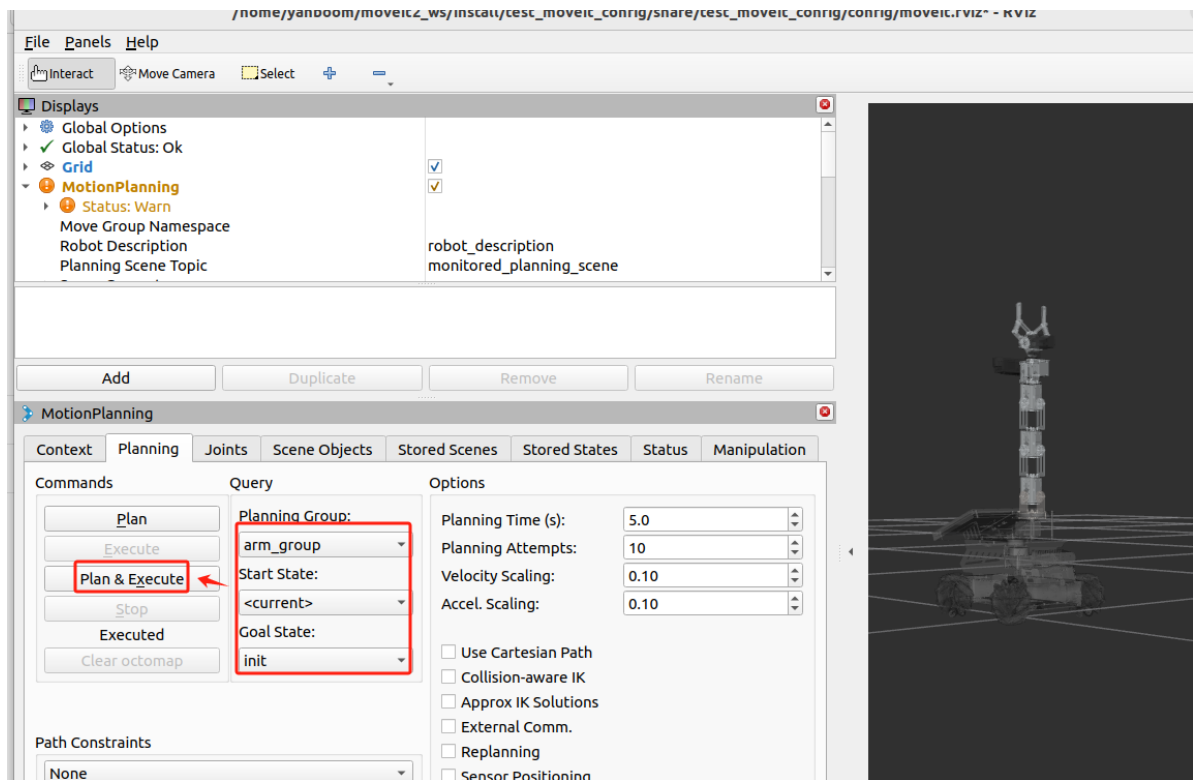 /home/yahboom/moveit2_ws/install/test_moveit_config/share/test_moveit_config/config/moveit.rviz* - RViz
File Panels Help
Interact Move Camera Select
Displays
Global Options
Global Status: Ok
Grid
MotionPlanning
Status: Warn
Move Group Namespace
Robot Description robot_description
Planning Scene Topic monitored_planning_scene
Add Duplicate Remove Rename
MotionPlanning
Context Planning Joints Scene Objects Stored Scenes Stored States Status Manipulation
Commands Query Options
Plan Planning Group: Planning Time (s): 5.0
Execute arm_group Planning Attempts: 10
Plan & Execute Start State: Velocity Scaling: 0.10
Stop <current> Accel. Scaling: 0.10
Executed Goal State:
Clear octomap init
Use Cartesian Path
Collision-aware IK
Approx IK Solutions
External Comm.
Path Constraints
Replanning
None
Sensor Positioning